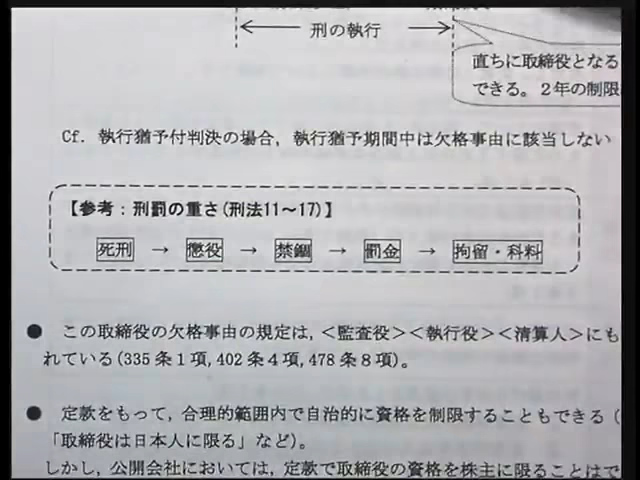 刑の執行
直ちに取締役となる
できる。２年の制限
Cf. 執行猶予付判決の場合，執行猶予期間中は欠格事由に該当しない
【参考：刑罰の重さ(刑法11～17)】
死刑 → 懲役 → 禁錮 → 罰金 → 拘留・科料
● この取締役の欠格事由の規定は，＜監査役＞＜執行役＞＜清算人＞にも
れている(335条１項,402条４項,478条８項)。
● 定款をもって，合理的範囲内で自治的に資格を制限することもできる(
「取締役は日本人に限る」など)。
しかし，公開会社においては，定款で取締役の資格を株主に限ることはで